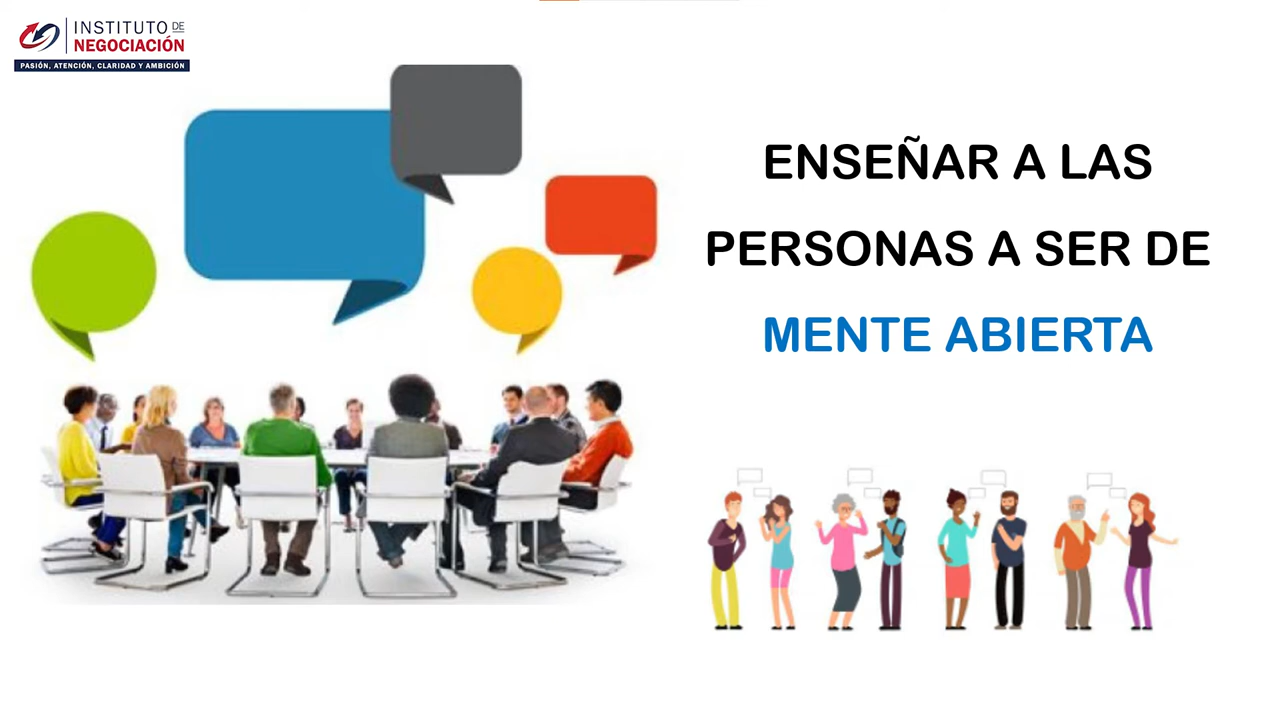 INSTITUTO DE
NEGOCIACIÓN
PASIÓN, ATENCIÓN, CLARIDAD Y AMBICIÓN
ENSEÑAR A LAS
PERSONAS A SER DE
MENTE ABIERTA